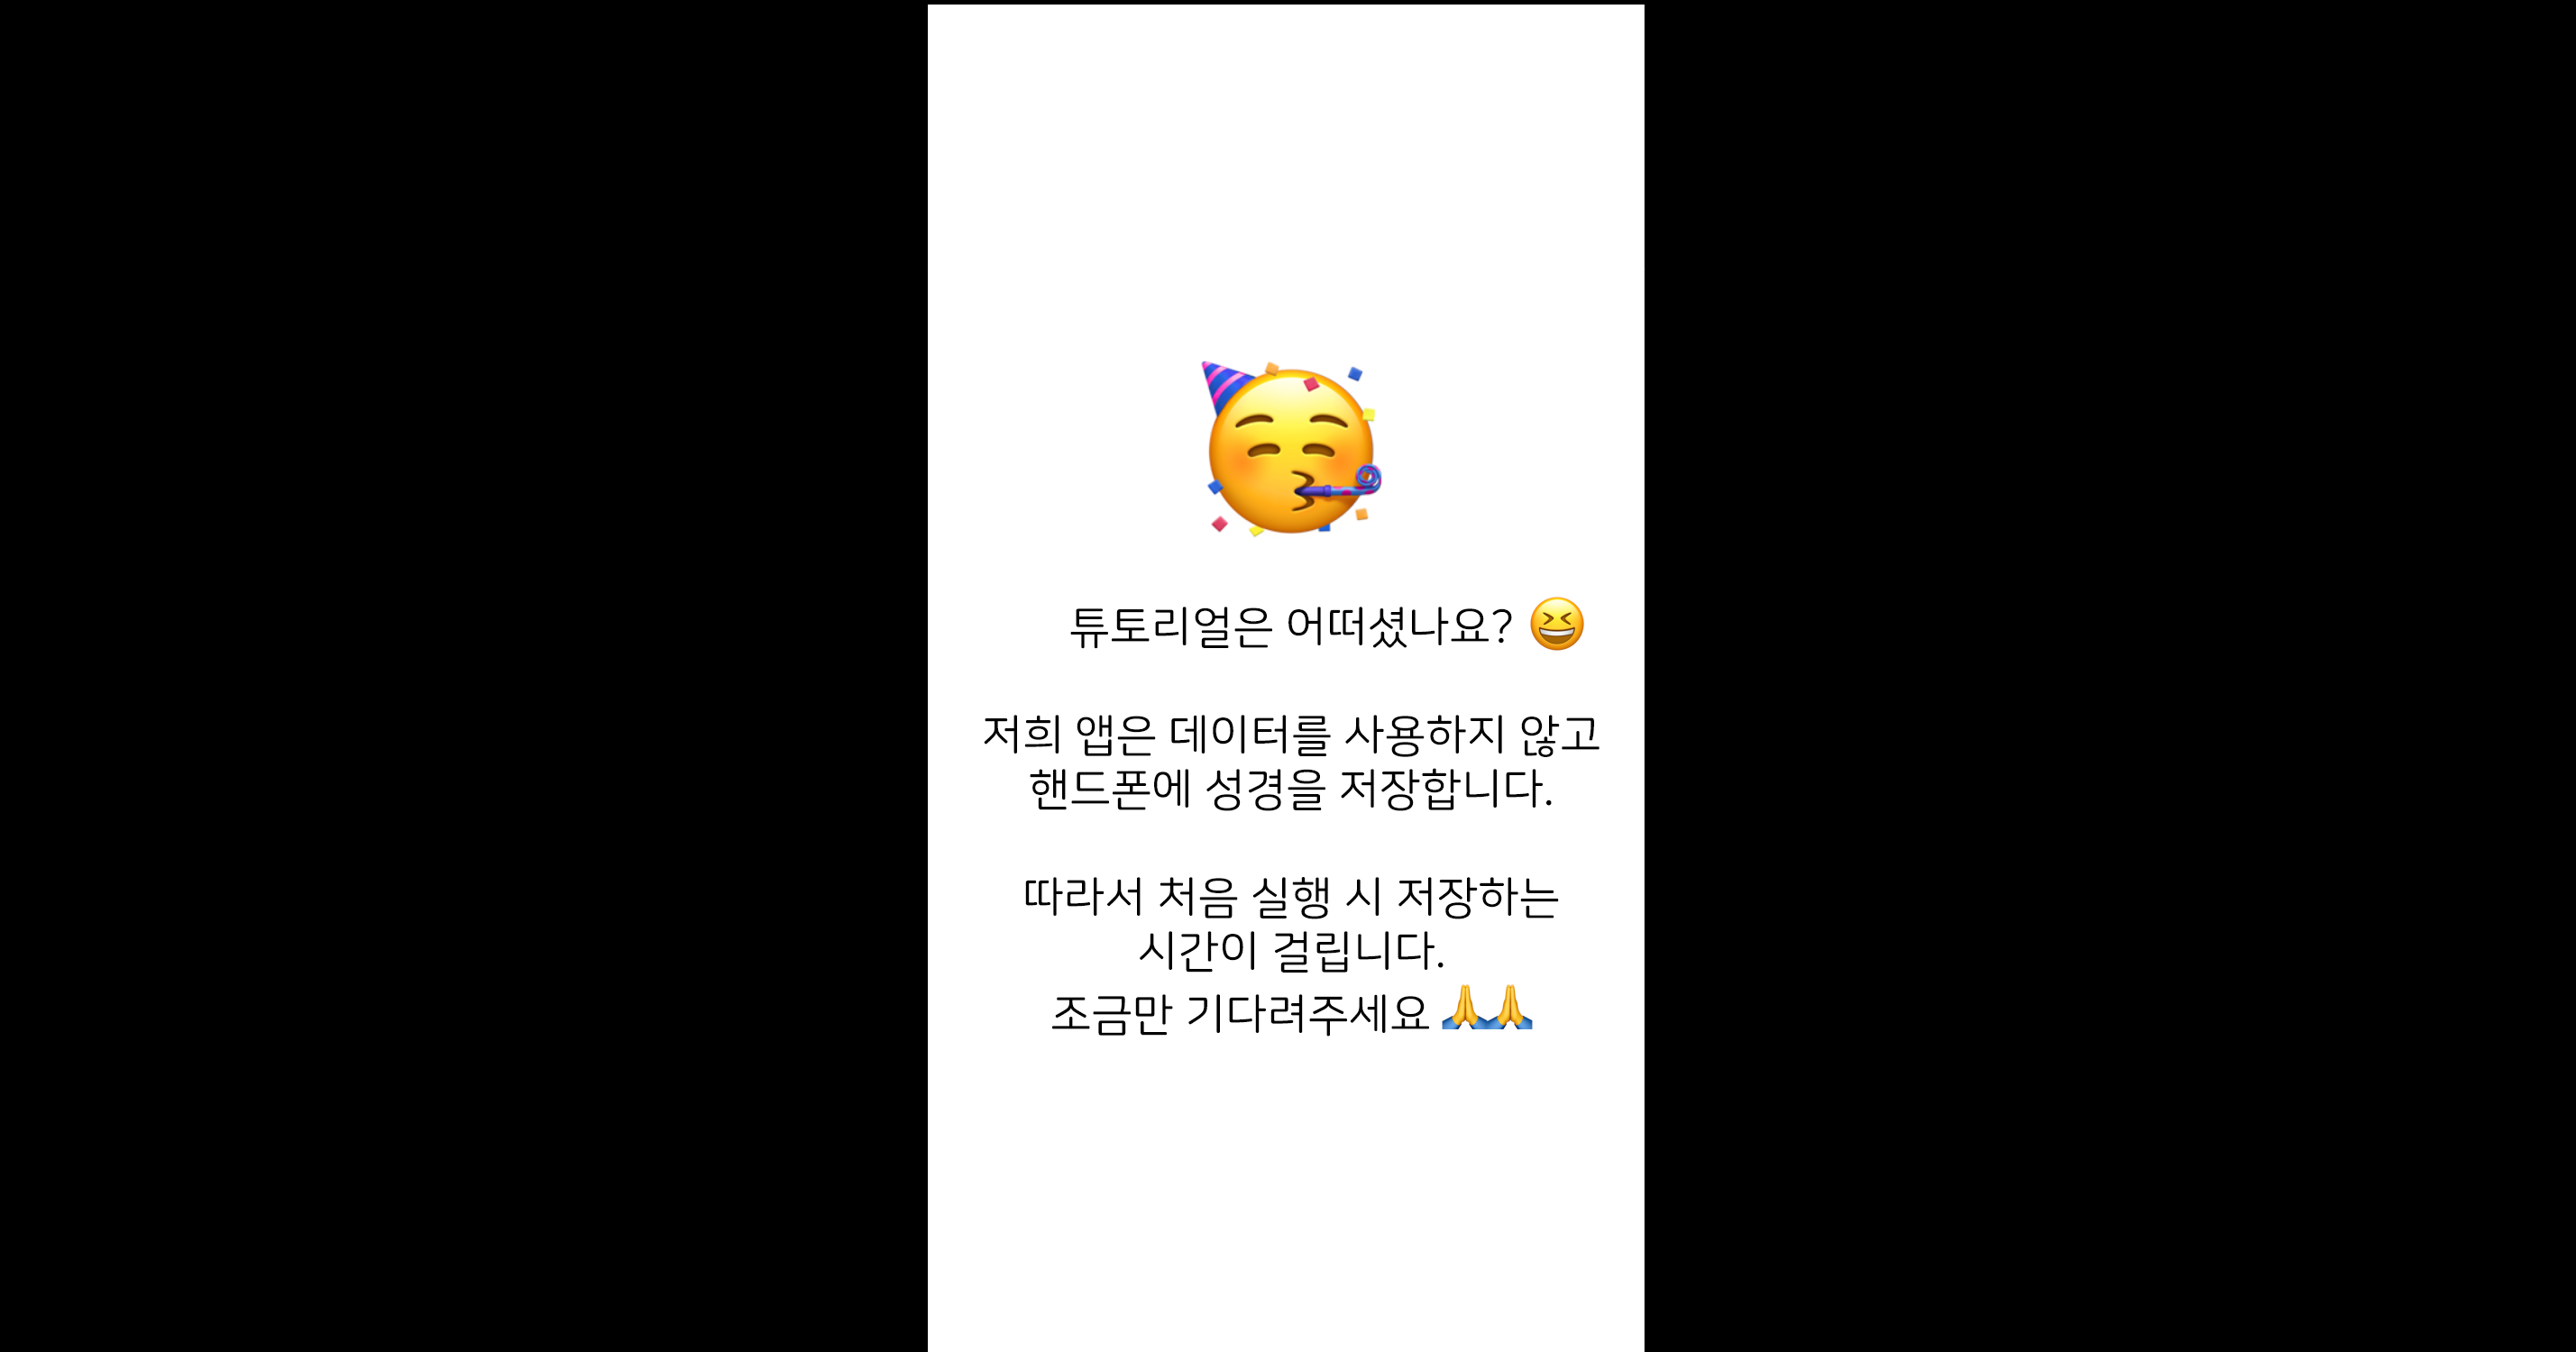 튜토리얼은 어떠셨나요? 😆
저희 앱은 데이터를 사용하지 않고
핸드폰에 성경을 저장합니다.
따라서 처음 실행 시 저장하는
시간이 걸립니다.
조금만 기다려주세요 🙏🙏